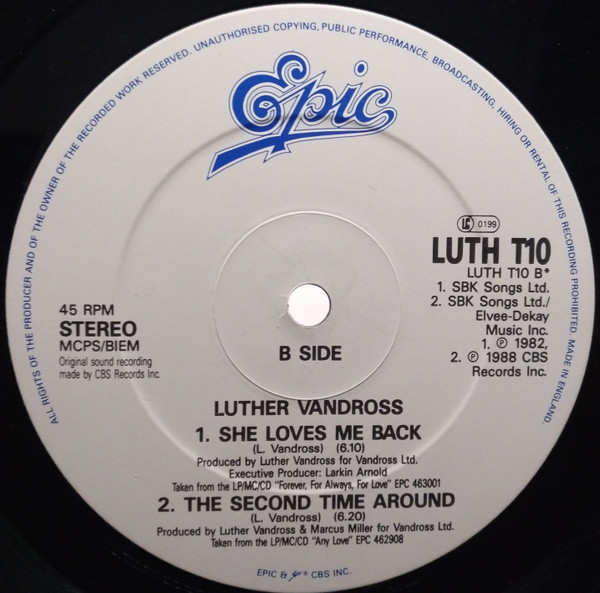 ALL RIGHTS OF THE PRODUCER AND OF THE OWNER OF THE RECORDED WORK RESERVED. UNAUTHORISED COPYING, PUBLIC PERFORMANCE, BROADCASTING, HIRING OR RENTAL OF THIS RECORDING PROHIBITED. MADE IN ENGLAND.
Epic
LC 0199
LUTH T10
LUTH T10 B*
1. SBK Songs Ltd.
2. SBK Songs Ltd./
Elvee-Dekay
Music Inc.
1. ℗ 1982,
2. ℗ 1988 CBS
Records Inc.
45 RPM
STEREO
MCPS/BIEM
Original sound recording
made by CBS Records Inc.
B SIDE
LUTHER VANDROSS
1. SHE LOVES ME BACK
(L. Vandross) (6.10)
Produced by Luther Vandross for Vandross Ltd.
Executive Producer: Larkin Arnold
Taken from the LP/MC/CD "Forever, For Always, For Love" EPC 463001
2. THE SECOND TIME AROUND
(L. Vandross) (6.20)
Produced by Luther Vandross & Marcus Miller for Vandross Ltd.
Taken from the LP/MC/CD "Any Love" EPC 462908
EPIC & ® CBS INC.